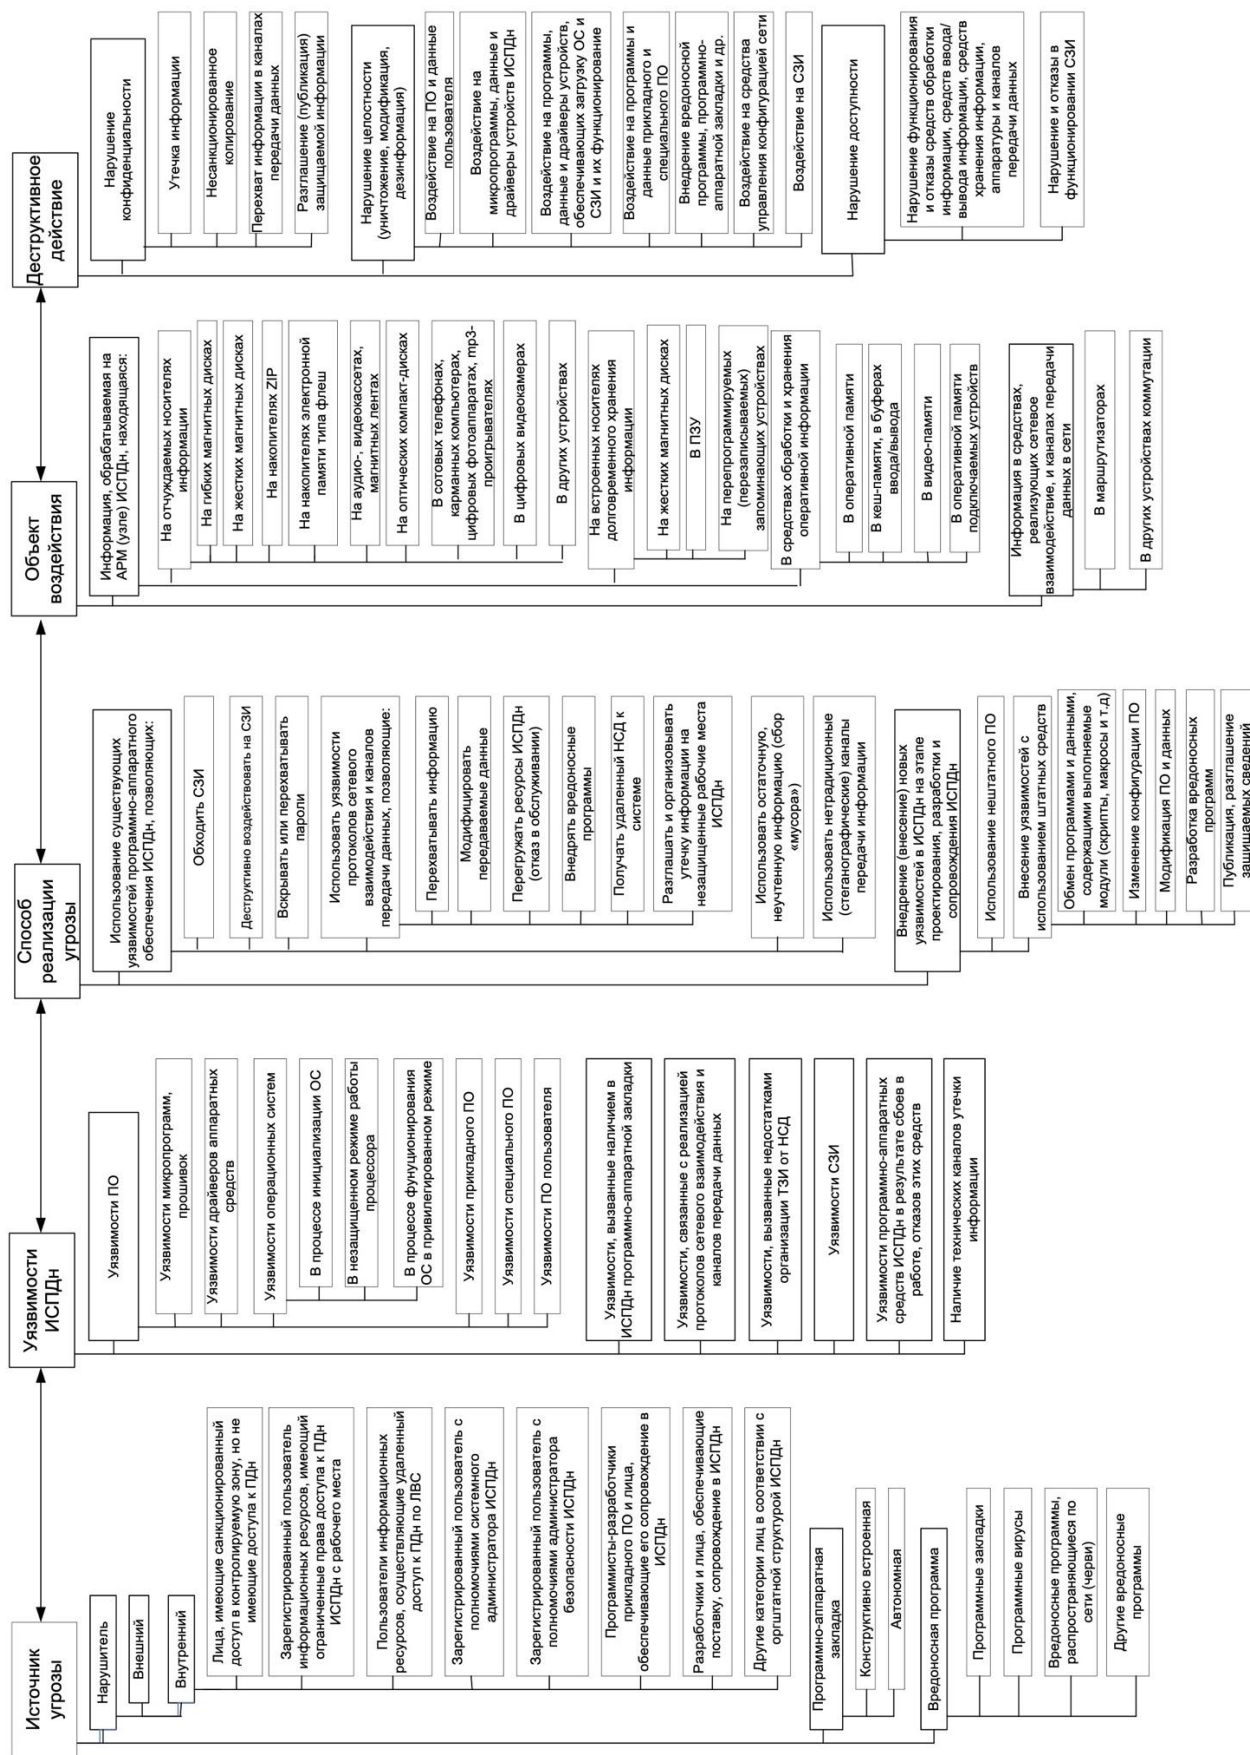 Источник
угрозы
Нарушитель
Внешний
Внутренний
Лица, имеющие санкционированный
доступ в контролируемую зону, но не
имеющие доступа к ПДн
Зарегистрированный пользователь
информационных ресурсов, имеющий
ограниченные права доступа к ПДн
ИСПДн с рабочего места
Пользователи информационных
ресурсов, осуществляющие удаленный
доступ к ПДн по ЛВС
Зарегистрированный пользователь с
полномочиями системного
администратора ИСПДн
Зарегистрированный пользователь с
полномочиями администратора
безопасности ИСПДн
Программисты-разработчики
прикладного ПО и лица,
обеспечивающие его сопровождение в
ИСПДн
Разработчики и лица, обеспечивающие
поставку, сопровождение в ИСПДн
Другие категории лиц в соответствии с
оргштатной структурой ИСПДн
Программно-аппаратная
закладка
Конструктивно встроенная
Автономная
Вредоносная программа
Программные закладки
Программные вирусы
Вредоносные программы,
распространяющиеся по
сети (черви)
Другие вредоносные
программы
Уязвимости
ИСПДн
Уязвимости ПО
Уязвимости микропрограмм,
прошивок
Уязвимости драйверов аппаратных
средств
Уязвимости операционных систем
В процессе инициализации ОС
В незащищенном режиме работы
процессора
В процессе фунуционирования
ОС в привилегированном режиме
Уязвимости прикладного ПО
Уязвимости специального ПО
Уязвимости ПО пользователя
Уязвимости, вызванные наличием в
ИСПДн программно-аппаратной закладки
Уязвимости, связанные с реализацией
протоколов сетевого взаимодействия и
каналов передачи данных
Уязвимости, вызванные недостатками
организации ТЗИ от НСД
Уязвимости СЗИ
Уязвимости программно-аппаратных
средств ИСПДн в результате сбоев в
работе, отказов этих средств
Наличие технических каналов утечки
информации
Способ
реализации
угрозы
Использование существующих
уязвимостей программно-аппаратного
обеспечения ИСПДн, позволяющих:
Обходить СЗИ
Деструктивно воздействовать на СЗИ
Вскрывать или перехватывать
пароли
Использовать уязвимости
протоколов сетевого
взаимодействия и каналов
передачи данных, позволяющие:
Перехватывать информацию
Модифицировать
передаваемые данные
Перегружать ресурсы ИСПДн
(отказ в обслуживании)
Внедрять вредоносные
программы
Получать удаленный НСД к
системе
Разглашать и организовывать
утечку информации на
незащищенные рабочие места
ИСПДн
Использовать остаточную,
неучтенную информацию (сбор
«мусора»)
Использовать нетрадиционные
(стеганографические) каналы
передачи информации
Внедрение (внесение) новых
уязвимостей в ИСПДн на этапе
проектирования, разработки и
сопровождения ИСПДн
Использование нештатного ПО
Внесение уязвимостей с
использованием штатных средств
Обмен программами и данными,
содержащими выполняемые
модули (скрипты, макросы и т.д)
Изменение конфигурации ПО
Модификация ПО и данных
Разработка вредоносных
программ
Публикация, разглашение
защищаемых сведений
Объект
воздействия
Информация, обрабатываемая на
АРМ (узле) ИСПДн, находящаяся:
На отчуждаемых носителях
информации
На гибких магнитных дисках
На жестких магнитных дисках
На накопителях ZIP
На накопителях электронной
памяти типа флеш
На аудио-, видеокассетах,
магнитных лентах
На оптических компакт-дисках
В сотовых телефонах,
карманных компьютерах,
цифровых фотоаппаратах, mp3-
проигрывателях
В цифровых видеокамерах
В других устройствах
На встроенных носителях
долговременного хранения
информации
На жестких магнитных дисках
В ПЗУ
На перепрограммируемых
(перезаписываемых)
запоминающих устройствах
В средствах обработки и хранения
оперативной информации
В оперативной памяти
В кеш-памяти, в буферах
ввода/вывода
В видео-памяти
В оперативной памяти
подключаемых устройств
Информация в средствах,
реализующих сетевое
взаимодействие, и каналах передачи
данных в сети
В маршрутизаторах
В других устройствах коммутации
Деструктивное
действие
Нарушение
конфиденциальности
Утечка информации
Несанкционированное
копирование
Перехват информации в каналах
передачи данных
Разглашение (публикация)
защищаемой информации
Нарушение целостности
(уничтожение, модификация,
дезинформация)
Воздействие на ПО и данные
пользователя
Воздействие на
микропрограммы, данные и
драйверы устройств ИСПДн
Воздействие на программы,
данные и драйверы устройств,
обеспечивающих загрузку ОС и
СЗИ и их функционирование
Воздействие на программы и
данные прикладного и
специального ПО
Внедрение вредоносной
программы, программно-
аппаратной закладки и др.
Воздействие на средства
управления конфигурацией сети
Воздействие на СЗИ
Нарушение доступности
Нарушение функционирования
и отказы средств обработки
информации, средств ввода/
вывода информации, средств
хранения информации,
аппаратуры и каналов
передачи данных
Нарушение и отказы в
функционировании СЗИ